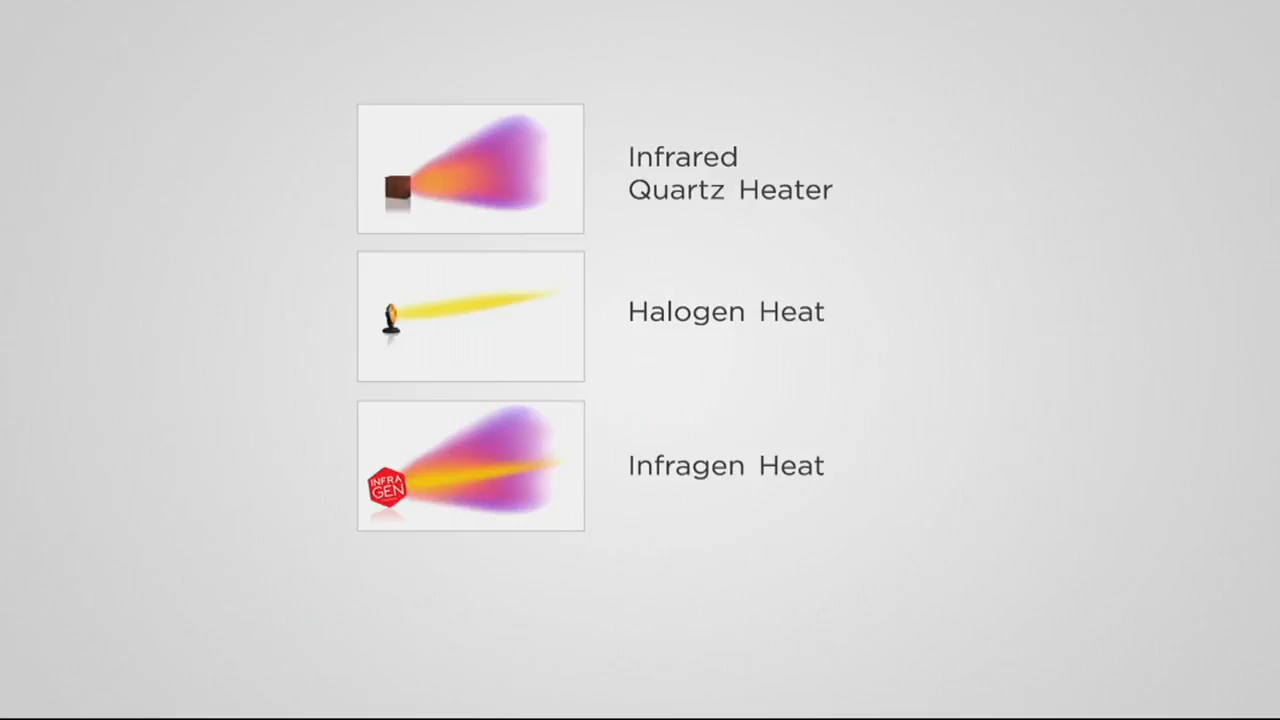 Infrared
Quartz Heater
Halogen Heat
INFRA
GEN
Infragen Heat